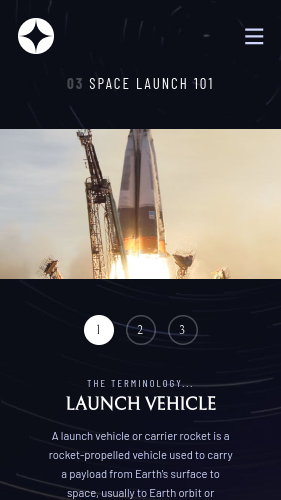 03 SPACE LAUNCH 101
1 2 3
THE TERMINOLOGY...
LAUNCH VEHICLE
A launch vehicle or carrier rocket is a
rocket-propelled vehicle used to carry
a payload from Earth's surface to
space, usually to Earth orbit or